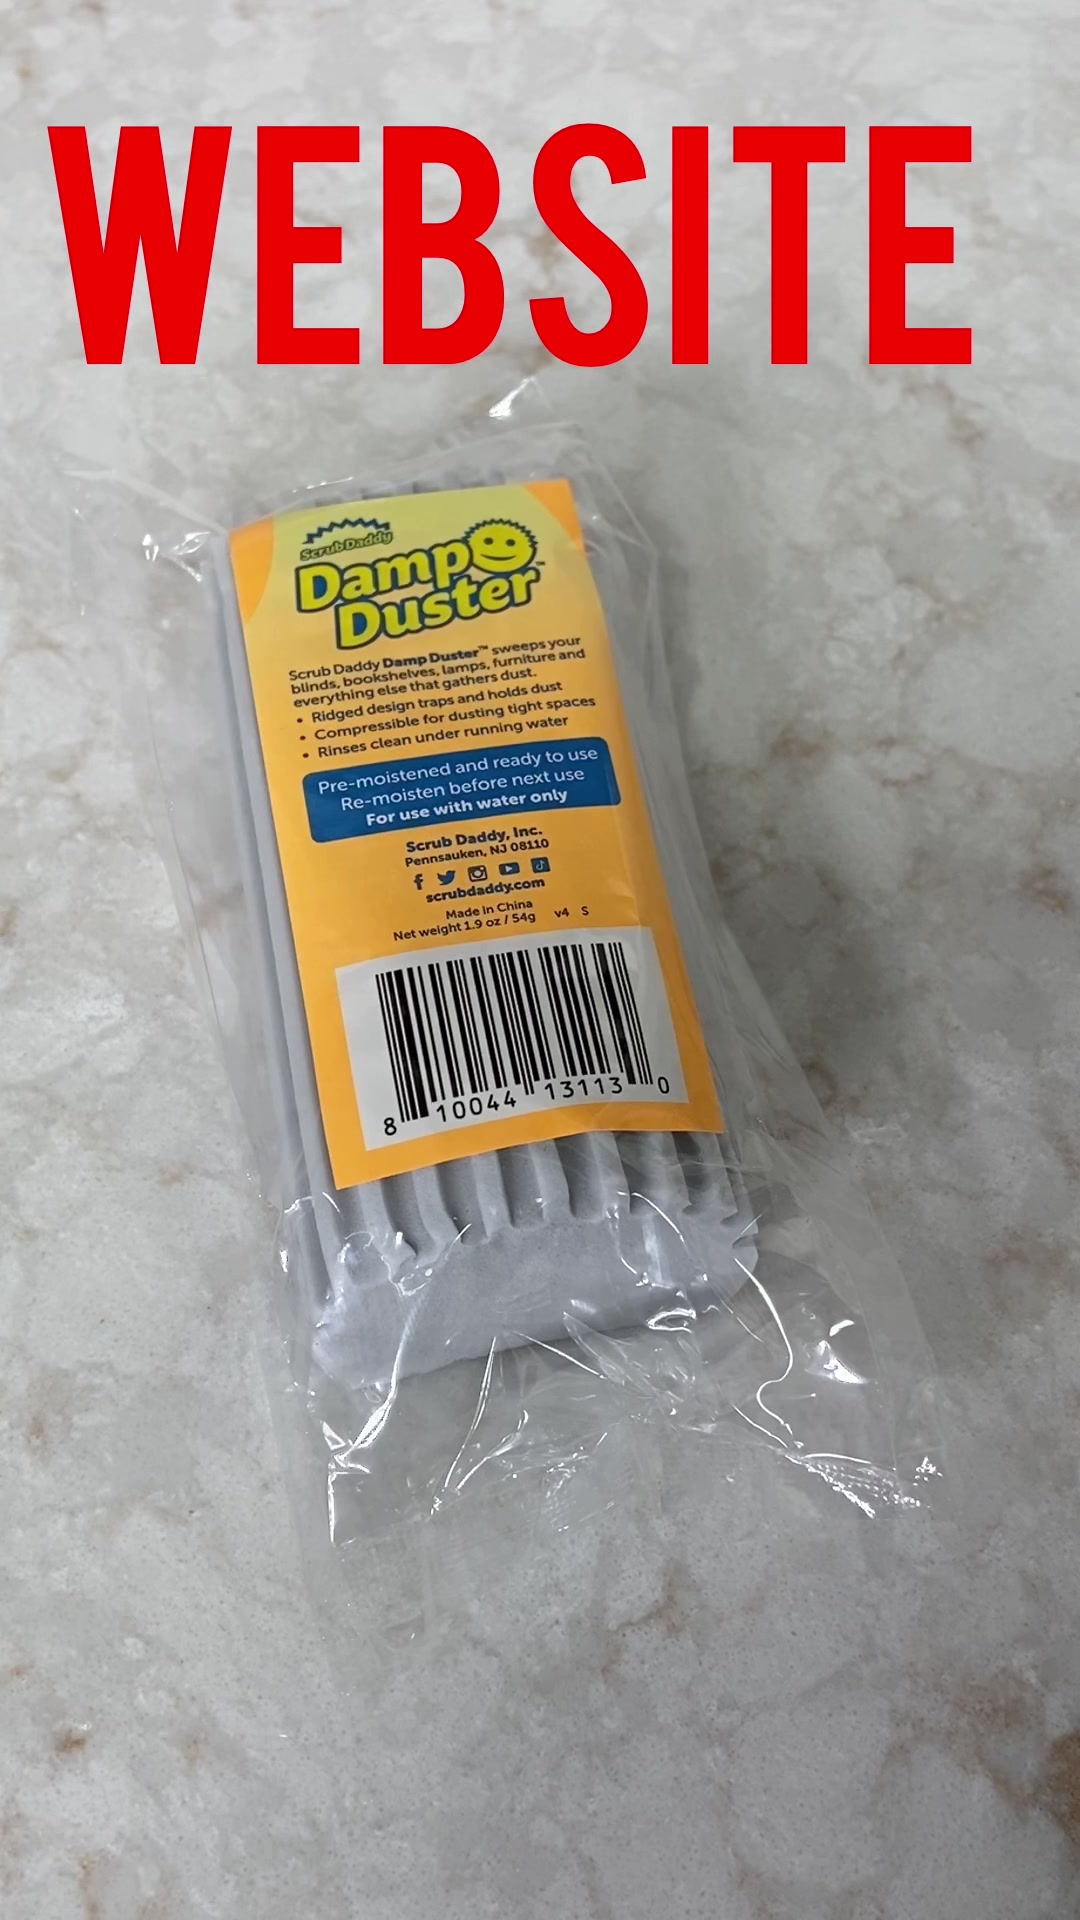 WEBSITE
Scrub Daddy
Damp
Duster™
Scrub Daddy Damp Duster™ sweeps your
blinds, bookshelves, lamps, furniture and
everything else that gathers dust.
• Ridged design traps and holds dust
• Compressible for dusting tight spaces
• Rinses clean under running water
Pre-moistened and ready to use
Re-moisten before next use
For use with water only
Scrub Daddy, Inc.
Pennsauken, NJ 08110
scrubdaddy.com
Made in China
Net weight 1.9 oz / 54g v4 S
8 10044 13113 0